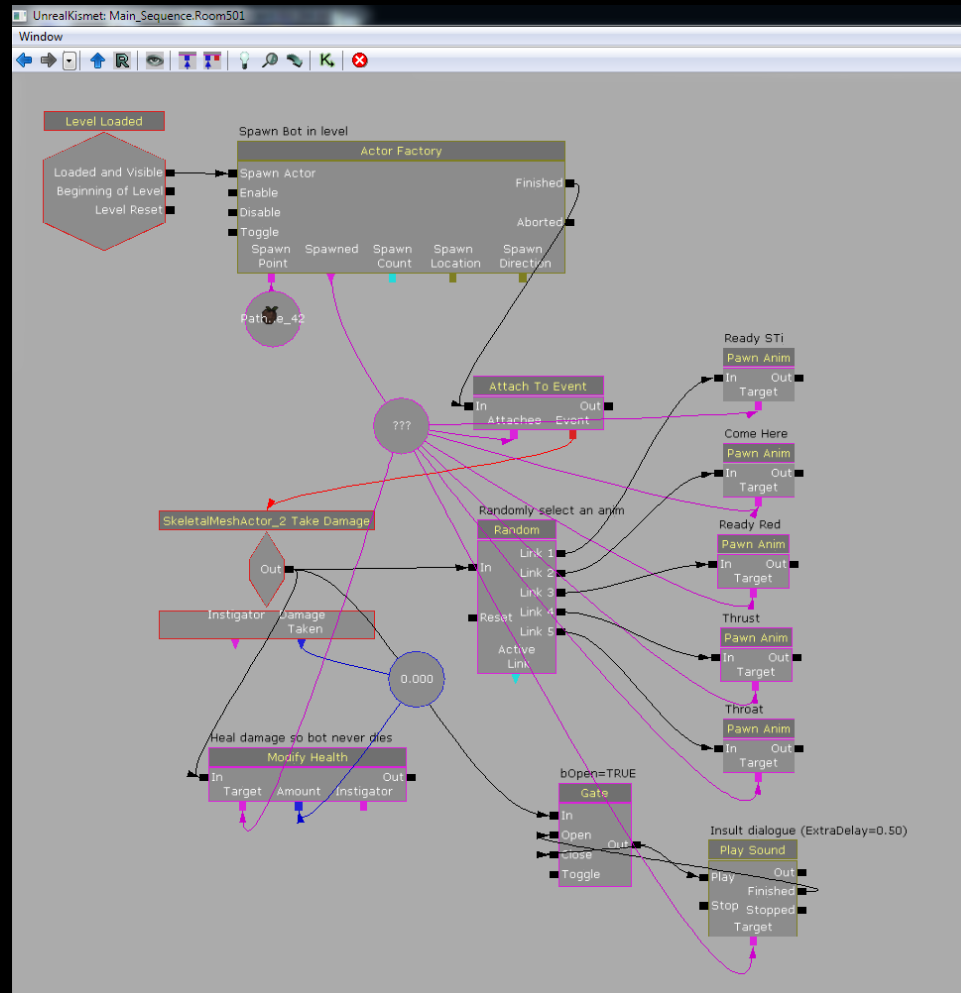 UnrealKismet: Main_Sequence.Room501
Window
Level Loaded
Loaded and Visible
Beginning of Level
Level Reset
Spawn Bot in level
Actor Factory
Spawn Actor
Enable
Disable
Toggle
Finished
Aborted
Spawn
Point
Spawned
Spawn
Count
Spawn
Location
Spawn
Direction
Path...e_42
???
Attach To Event
In
Out
Attachee
Event
Ready STi
Pawn Anim
In
Out
Target
Come Here
Pawn Anim
In
Out
Target
Ready Red
Pawn Anim
In
Out
Target
Thrust
Pawn Anim
In
Out
Target
Throat
Pawn Anim
In
Out
Target
SkeletalMeshActor_2 Take Damage
Out
Instigator
Damage
Taken
Randomly select an anim
Random
In
Reset
Link 1
Link 2
Link 3
Link 4
Link 5
Active
Link
0.000
Heal damage so bot never dies
Modify Health
In
Out
Target
Amount
Instigator
bOpen=TRUE
Gate
In
Open
Close
Toggle
Out
Insult dialogue (ExtraDelay=0.50)
Play Sound
Play
Stop
Out
Finished
Stopped
Target